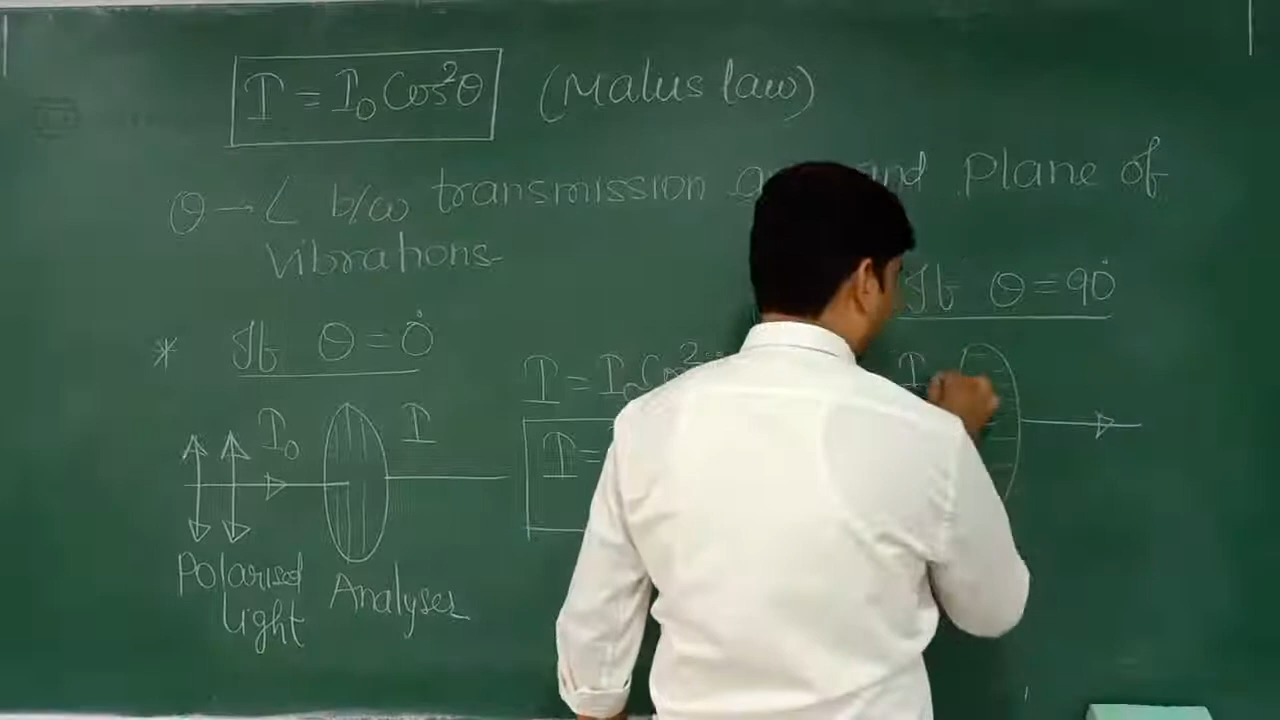 I = I₀ Cos²θ (Malus law)
θ → ∠ b/w transmission and Plane of
Vibrations
* If θ = 0°
If θ = 90°
I = I₀ Cos²
I₀ I
I =
I
Polarised Light
Analyser